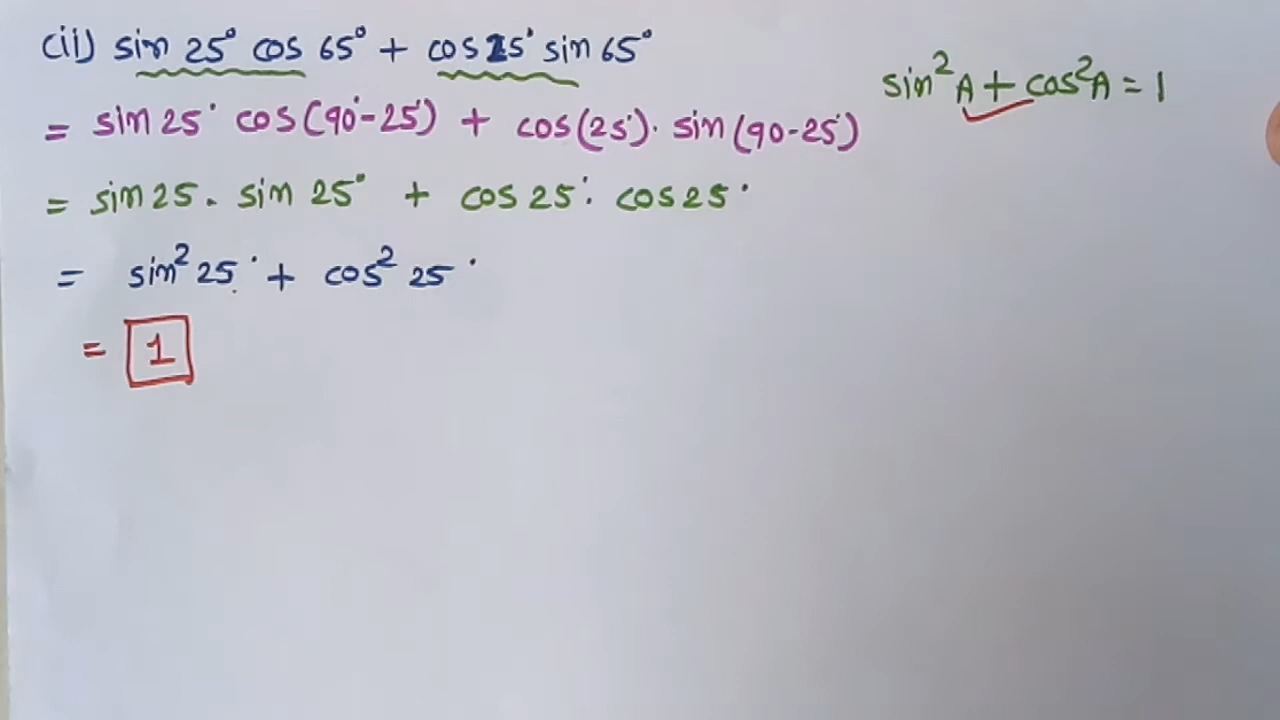 (ii) sin 25° cos 65° + cos 25° sin 65°
sin²A + cos²A = 1
= sin 25° cos(90°-25°) + cos(25°). sin(90-25°)
= sin 25. sin 25° + cos 25°. cos 25°
= sin² 25° + cos² 25°
= 1